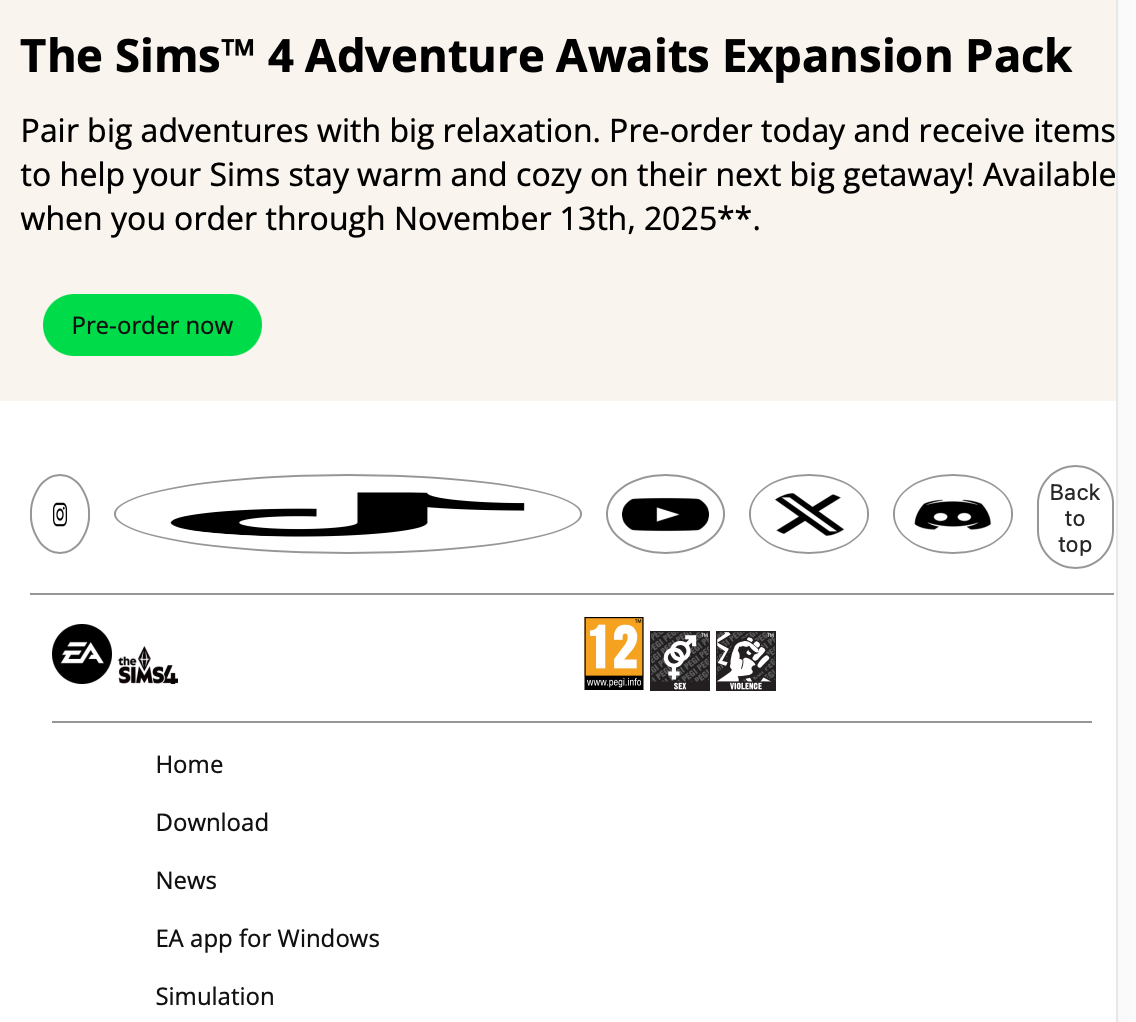 The Sims™ 4 Adventure Awaits Expansion Pack
Pair big adventures with big relaxation. Pre-order today and receive items
to help your Sims stay warm and cozy on their next big getaway! Available
when you order through November 13th, 2025**.
Pre-order now
Back
to
top
EA
the
SIMS4
12
™
www.pegi.info
™
SEX
™
VIOLENCE
Home
Download
News
EA app for Windows
Simulation